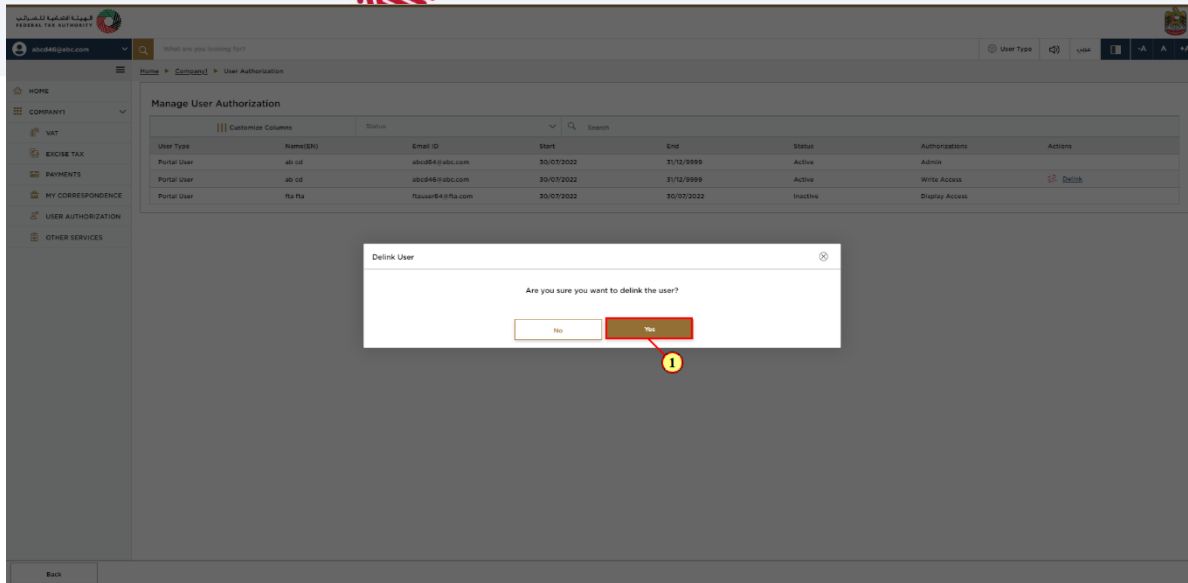 الهيئة الاتحادية للضرائب
FEDERAL TAX AUTHORITY
abcd46@abc.com
What are you looking for?
User Type
عربي
-A
A
+A
Home ► Company1 ► User Authorization
HOME
COMPANY1
VAT
EXCISE TAX
PAYMENTS
MY CORRESPONDENCE
USER AUTHORIZATION
OTHER SERVICES
Manage User Authorization
Customize Columns Status Search
User Type Name(EN) Email ID Start End Status Authorizations Actions
Portal User ab cd abcd64@abc.com 30/07/2022 31/12/9999 Active Admin
Portal User ab cd abcd46@abc.com 30/07/2022 31/12/9999 Active Write Access Delink
Portal User fta fta ftauser64@fta.com 30/07/2022 30/07/2022 Inactive Display Access
Delink User
Are you sure you want to delink the user?
No
Yes
1
Back